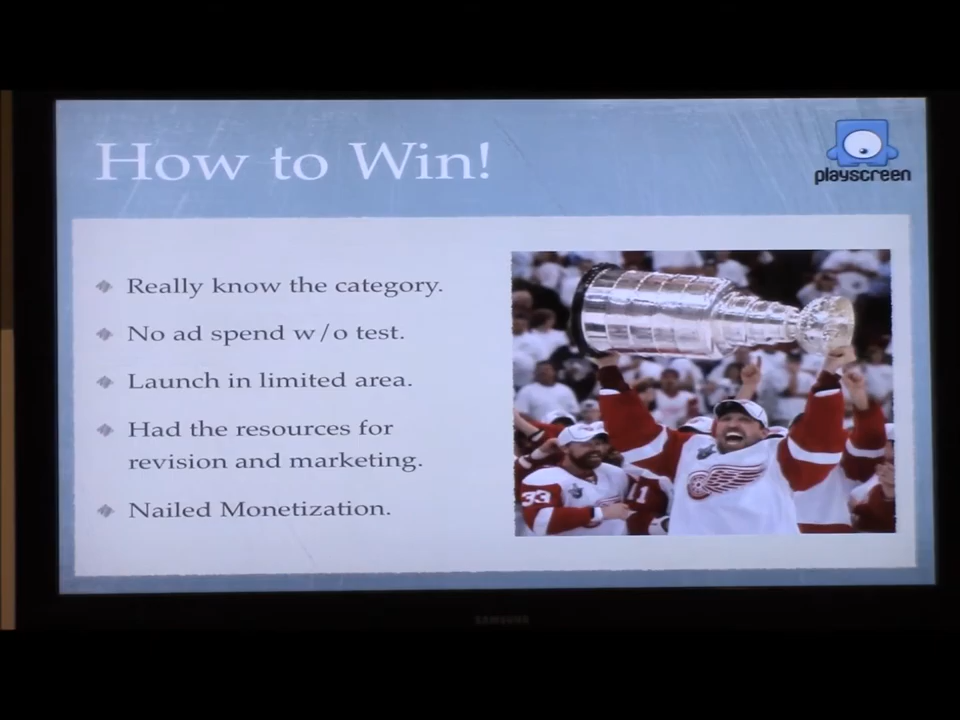 How to Win!
playscreen
Really know the category.
No ad spend w/o test.
Launch in limited area.
Had the resources for
revision and marketing.
Nailed Monetization.
33
11
SAMSUNG